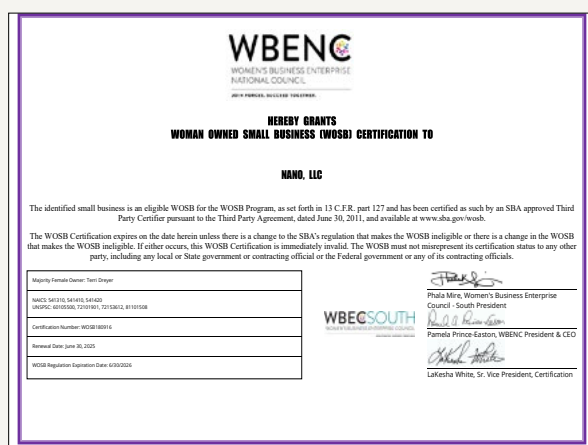 WBENC
WOMEN'S BUSINESS ENTERPRISE
NATIONAL COUNCIL
JOIN FORCES. SUCCEED TOGETHER.
HEREBY GRANTS
WOMAN OWNED SMALL BUSINESS (WOSB) CERTIFICATION TO
NANO, LLC
The identified small business is an eligible WOSB for the WOSB Program, as set forth in 13 C.F.R. part 127 and has been certified as such by an SBA approved Third
Party Certifier pursuant to the Third Party Agreement, dated June 30, 2011, and available at www.sba.gov/wosb.
The WOSB Certification expires on the date herein unless there is a change to the SBA's regulation that makes the WOSB ineligible or there is a change in the WOSB
that makes the WOSB ineligible. If either occurs, this WOSB Certification is immediately invalid. The WOSB must not misrepresent its certification status to any other
party, including any local or State government or contracting official or the Federal government or any of its contracting officials.
Majority Female Owner: Terri Dreyer
NAICS: 541310, 541410, 541420
UNSPSC: 60105500, 72101901, 72153612, 81101508
Certification Number: WOSB180916
Renewal Date: June 30, 2025
WOSB Regulation Expiration Date: 6/30/2026
WBECSOUTH
WOMEN'S BUSINESS ENTERPRISE COUNCIL
Phala Mire, Women's Business Enterprise
Council - South President
Pamela Prince-Easton, WBENC President & CEO
LaKesha White, Sr. Vice President, Certification